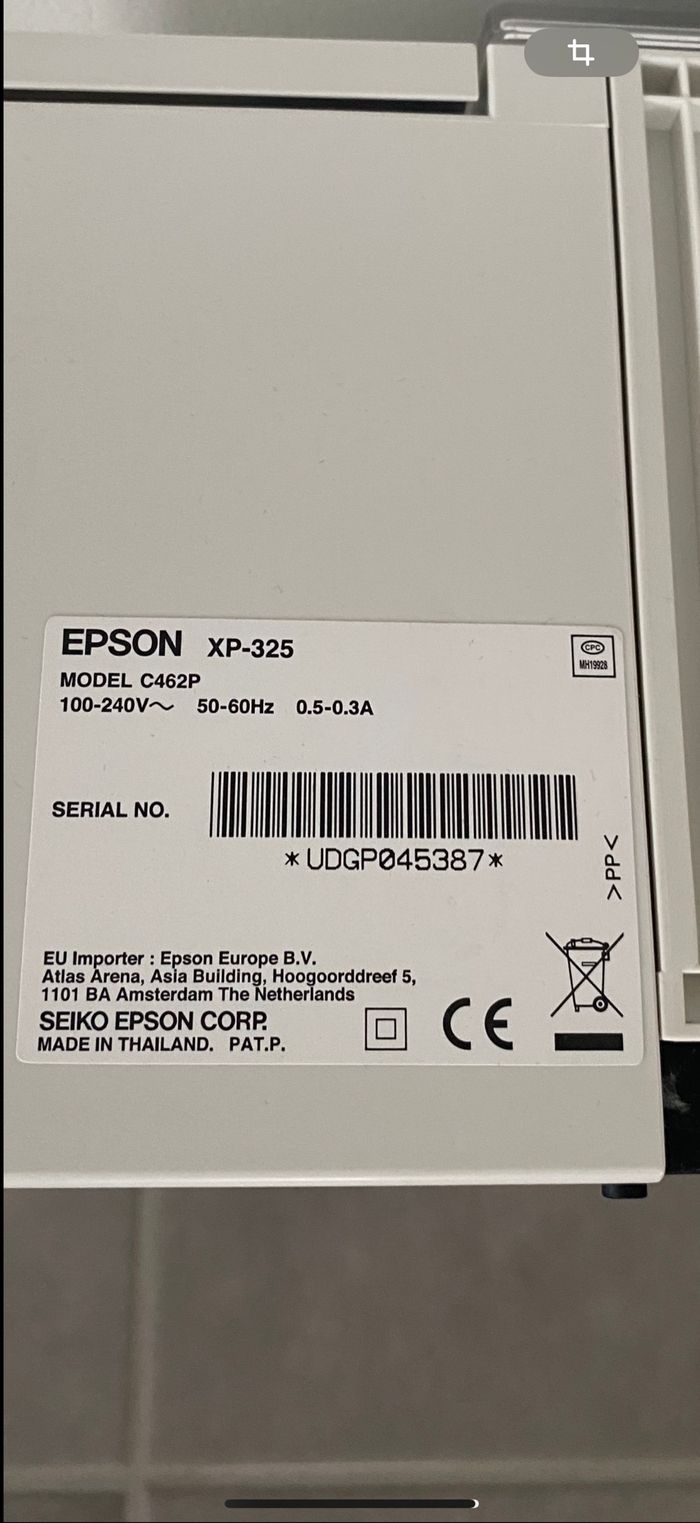 EPSON XP-325
CPC
MH19928
MODEL C462P
100-240V~ 50-60Hz 0.5-0.3A
SERIAL NO.
*UDGP045387*
>PP<
EU Importer : Epson Europe B.V.
Atlas Arena, Asia Building, Hoogoorddreef 5,
1101 BA Amsterdam The Netherlands
SEIKO EPSON CORP.
MADE IN THAILAND. PAT.P.
CE